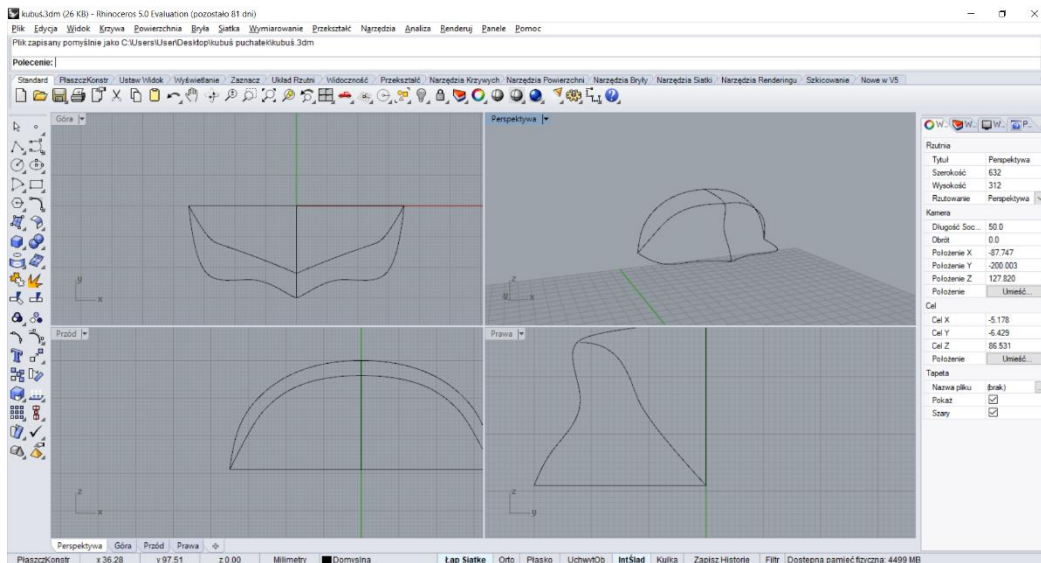 kubuś.3dm (26 KB) - Rhinoceros 5.0 Evaluation (pozostało 81 dni)
Plik Edycja Widok Krzywa Powierzchnia Bryła Siatka Wymiarowanie Przekształć Narzędzia Analiza Renderuj Panele Pomoc
Plik zapisany pomyślnie jako C:\Users\User\Desktop\kubuś puchatek\kubuś.3dm
Polecenie:
Standard PłaszczKonstr Ustaw Widok Wyświetlanie Zaznacz Układ Rzutni Widoczność Przekształć Narzędzia Krzywych Narzędzia Powierzchni Narzędzia Bryły Narzędzia Siatki Narzędzia Renderingu Szkicowanie Nowe w V5
Góra
Perspektywa
W... W... W... P...
Rzutnia
Tytuł Perspektywa
Szerokość 632
Wysokość 312
Rzutowanie Perspektywa
Kamera
Długość Soc... 50.0
Obrót 0.0
Położenie X -87.747
Położenie Y -200.003
Położenie Z 127.820
Położenie Umieść...
Cel
Cel X -5.178
Cel Y -6.429
Cel Z 86.531
Położenie Umieść...
Tapeta
Nazwa pliku (brak)
Pokaż
Szary
y
x
z
y x
Przód
Prawa
z
x
z
y
Perspektywa Góra Przód Prawa
PłaszczKonstr x 36.28 y 97.51 z 0.00 Milimetry Domyślna Łap Siatkę Orto Płasko UchwytOb IntŚlad Kulka Zapisz Historię Filtr Dostępna pamięć fizyczna: 4499 MB